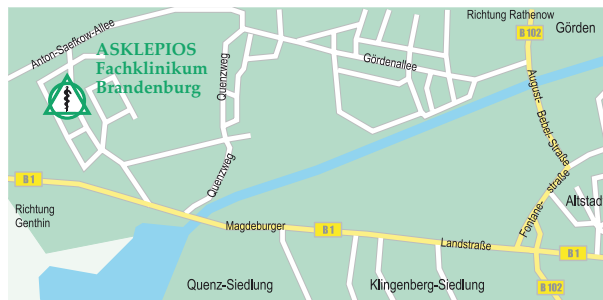 Richtung Rathenow
B 102
Görden
Anton-Saefkow-Allee
ASKLEPIOS
Fachklinikum
Brandenburg
Quenzweg
Gördenallee
August-Bebel-Straße
B 1
Quenzweg
Fontane-straße
Altstad
Richtung
Genthin
Magdeburger
B 1
Landstraße
B 1
Quenz-Siedlung
Klingenberg-Siedlung
B 102